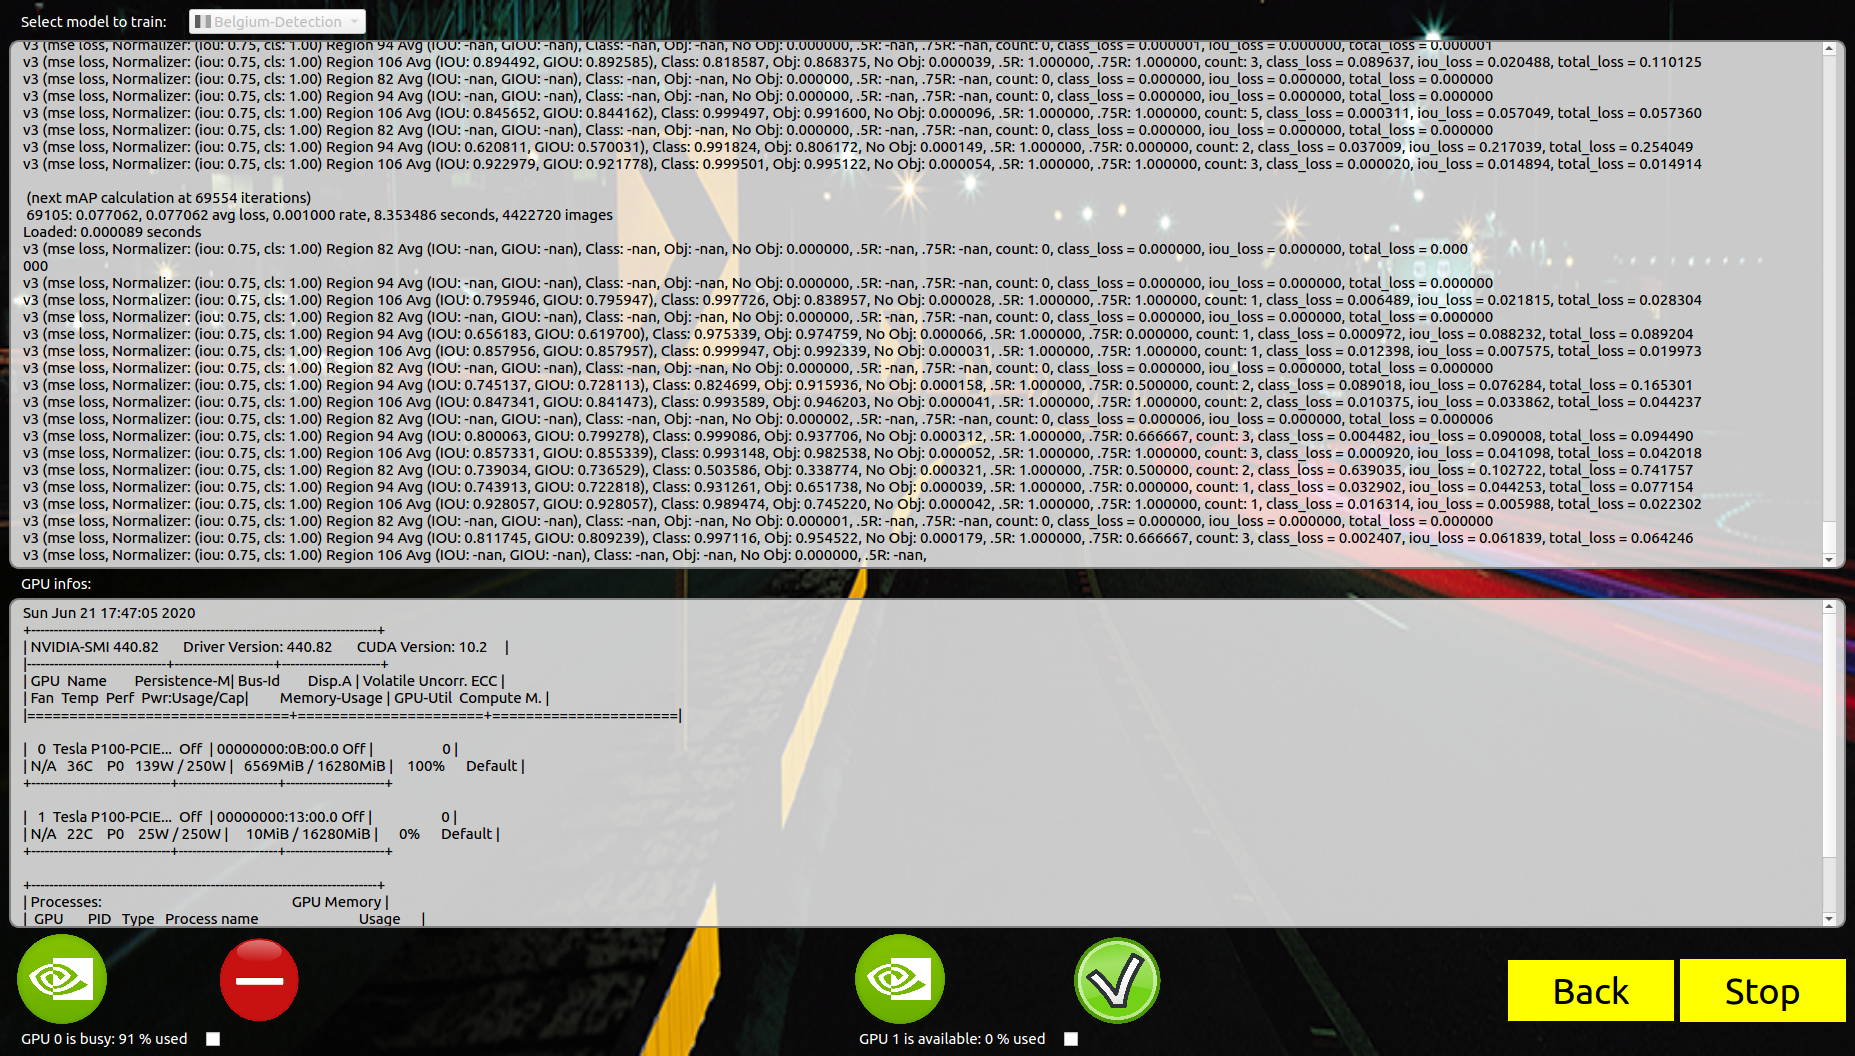 Select model to train:
Belgium-Detection
v3 (mse loss, Normalizer: (iou: 0.75, cls: 1.00) Region 94 Avg (IOU: -nan, GIOU: -nan), Class: -nan, Obj: -nan, No Obj: 0.000000, .5R: -nan, .75R: -nan, count: 0, class_loss = 0.000001, iou_loss = 0.000000, total_loss = 0.000001
v3 (mse loss, Normalizer: (iou: 0.75, cls: 1.00) Region 106 Avg (IOU: 0.894492, GIOU: 0.892585), Class: 0.818587, Obj: 0.868375, No Obj: 0.000039, .5R: 1.000000, .75R: 1.000000, count: 3, class_loss = 0.089637, iou_loss = 0.020488, total_loss = 0.110125
v3 (mse loss, Normalizer: (iou: 0.75, cls: 1.00) Region 82 Avg (IOU: -nan, GIOU: -nan), Class: -nan, Obj: -nan, No Obj: 0.000000, .5R: -nan, .75R: -nan, count: 0, class_loss = 0.000000, iou_loss = 0.000000, total_loss = 0.000000
v3 (mse loss, Normalizer: (iou: 0.75, cls: 1.00) Region 94 Avg (IOU: -nan, GIOU: -nan), Class: -nan, Obj: -nan, No Obj: 0.000000, .5R: -nan, .75R: -nan, count: 0, class_loss = 0.000000, iou_loss = 0.000000, total_loss = 0.000000
v3 (mse loss, Normalizer: (iou: 0.75, cls: 1.00) Region 106 Avg (IOU: 0.845652, GIOU: 0.844162), Class: 0.999497, Obj: 0.991600, No Obj: 0.000096, .5R: 1.000000, .75R: 1.000000, count: 5, class_loss = 0.000311, iou_loss = 0.057049, total_loss = 0.057360
v3 (mse loss, Normalizer: (iou: 0.75, cls: 1.00) Region 82 Avg (IOU: -nan, GIOU: -nan), Class: -nan, Obj: -nan, No Obj: 0.000000, .5R: -nan, .75R: -nan, count: 0, class_loss = 0.000000, iou_loss = 0.000000, total_loss = 0.000000
v3 (mse loss, Normalizer: (iou: 0.75, cls: 1.00) Region 94 Avg (IOU: 0.620811, GIOU: 0.570031), Class: 0.991824, Obj: 0.806172, No Obj: 0.000149, .5R: 1.000000, .75R: 0.000000, count: 2, class_loss = 0.037009, iou_loss = 0.217039, total_loss = 0.254049
v3 (mse loss, Normalizer: (iou: 0.75, cls: 1.00) Region 106 Avg (IOU: 0.922979, GIOU: 0.921778), Class: 0.999501, Obj: 0.995122, No Obj: 0.000054, .5R: 1.000000, .75R: 1.000000, count: 3, class_loss = 0.000020, iou_loss = 0.014894, total_loss = 0.014914
(next mAP calculation at 69554 iterations)
69105: 0.077062, 0.077062 avg loss, 0.001000 rate, 8.353486 seconds, 4422720 images
Loaded: 0.000089 seconds
v3 (mse loss, Normalizer: (iou: 0.75, cls: 1.00) Region 82 Avg (IOU: -nan, GIOU: -nan), Class: -nan, Obj: -nan, No Obj: 0.000000, .5R: -nan, .75R: -nan, count: 0, class_loss = 0.000000, iou_loss = 0.000000, total_loss = 0.000
000
v3 (mse loss, Normalizer: (iou: 0.75, cls: 1.00) Region 94 Avg (IOU: -nan, GIOU: -nan), Class: -nan, Obj: -nan, No Obj: 0.000000, .5R: -nan, .75R: -nan, count: 0, class_loss = 0.000000, iou_loss = 0.000000, total_loss = 0.000000
v3 (mse loss, Normalizer: (iou: 0.75, cls: 1.00) Region 106 Avg (IOU: 0.795946, GIOU: 0.795947), Class: 0.997726, Obj: 0.838957, No Obj: 0.000028, .5R: 1.000000, .75R: 1.000000, count: 1, class_loss = 0.006489, iou_loss = 0.021815, total_loss = 0.028304
v3 (mse loss, Normalizer: (iou: 0.75, cls: 1.00) Region 82 Avg (IOU: -nan, GIOU: -nan), Class: -nan, Obj: -nan, No Obj: 0.000000, .5R: -nan, .75R: -nan, count: 0, class_loss = 0.000000, iou_loss = 0.000000, total_loss = 0.000000
v3 (mse loss, Normalizer: (iou: 0.75, cls: 1.00) Region 94 Avg (IOU: 0.656183, GIOU: 0.619700), Class: 0.975339, Obj: 0.974759, No Obj: 0.000066, .5R: 1.000000, .75R: 0.000000, count: 1, class_loss = 0.000972, iou_loss = 0.088232, total_loss = 0.089204
v3 (mse loss, Normalizer: (iou: 0.75, cls: 1.00) Region 106 Avg (IOU: 0.857956, GIOU: 0.857957), Class: 0.999947, Obj: 0.992339, No Obj: 0.000031, .5R: 1.000000, .75R: 1.000000, count: 1, class_loss = 0.012398, iou_loss = 0.007575, total_loss = 0.019973
v3 (mse loss, Normalizer: (iou: 0.75, cls: 1.00) Region 82 Avg (IOU: -nan, GIOU: -nan), Class: -nan, Obj: -nan, No Obj: 0.000000, .5R: -nan, .75R: -nan, count: 0, class_loss = 0.000000, iou_loss = 0.000000, total_loss = 0.000000
v3 (mse loss, Normalizer: (iou: 0.75, cls: 1.00) Region 94 Avg (IOU: 0.745137, GIOU: 0.728113), Class: 0.824699, Obj: 0.915936, No Obj: 0.000158, .5R: 1.000000, .75R: 0.500000, count: 2, class_loss = 0.089018, iou_loss = 0.076284, total_loss = 0.165301
v3 (mse loss, Normalizer: (iou: 0.75, cls: 1.00) Region 106 Avg (IOU: 0.847341, GIOU: 0.841473), Class: 0.993589, Obj: 0.946203, No Obj: 0.000041, .5R: 1.000000, .75R: 1.000000, count: 2, class_loss = 0.010375, iou_loss = 0.033862, total_loss = 0.044237
v3 (mse loss, Normalizer: (iou: 0.75, cls: 1.00) Region 82 Avg (IOU: -nan, GIOU: -nan), Class: -nan, Obj: -nan, No Obj: 0.000002, .5R: -nan, .75R: -nan, count: 0, class_loss = 0.000006, iou_loss = 0.000000, total_loss = 0.000006
v3 (mse loss, Normalizer: (iou: 0.75, cls: 1.00) Region 94 Avg (IOU: 0.800063, GIOU: 0.799278), Class: 0.999086, Obj: 0.937706, No Obj: 0.000312, .5R: 1.000000, .75R: 0.666667, count: 3, class_loss = 0.004482, iou_loss = 0.090008, total_loss = 0.094490
v3 (mse loss, Normalizer: (iou: 0.75, cls: 1.00) Region 106 Avg (IOU: 0.857331, GIOU: 0.855339), Class: 0.993148, Obj: 0.982538, No Obj: 0.000052, .5R: 1.000000, .75R: 1.000000, count: 3, class_loss = 0.000920, iou_loss = 0.041098, total_loss = 0.042018
v3 (mse loss, Normalizer: (iou: 0.75, cls: 1.00) Region 82 Avg (IOU: 0.739034, GIOU: 0.736529), Class: 0.503586, Obj: 0.338774, No Obj: 0.000321, .5R: 1.000000, .75R: 0.500000, count: 2, class_loss = 0.639035, iou_loss = 0.102722, total_loss = 0.741757
v3 (mse loss, Normalizer: (iou: 0.75, cls: 1.00) Region 94 Avg (IOU: 0.743913, GIOU: 0.722818), Class: 0.931261, Obj: 0.651738, No Obj: 0.000039, .5R: 1.000000, .75R: 0.000000, count: 1, class_loss = 0.032902, iou_loss = 0.044253, total_loss = 0.077154
v3 (mse loss, Normalizer: (iou: 0.75, cls: 1.00) Region 106 Avg (IOU: 0.928057, GIOU: 0.928057), Class: 0.989474, Obj: 0.745220, No Obj: 0.000042, .5R: 1.000000, .75R: 1.000000, count: 1, class_loss = 0.016314, iou_loss = 0.005988, total_loss = 0.022302
v3 (mse loss, Normalizer: (iou: 0.75, cls: 1.00) Region 82 Avg (IOU: -nan, GIOU: -nan), Class: -nan, Obj: -nan, No Obj: 0.000001, .5R: -nan, .75R: -nan, count: 0, class_loss = 0.000000, iou_loss = 0.000000, total_loss = 0.000000
v3 (mse loss, Normalizer: (iou: 0.75, cls: 1.00) Region 94 Avg (IOU: 0.811745, GIOU: 0.809239), Class: 0.997116, Obj: 0.954522, No Obj: 0.000179, .5R: 1.000000, .75R: 0.666667, count: 3, class_loss = 0.002407, iou_loss = 0.061839, total_loss = 0.064246
v3 (mse loss, Normalizer: (iou: 0.75, cls: 1.00) Region 106 Avg (IOU: -nan, GIOU: -nan), Class: -nan, Obj: -nan, No Obj: 0.000000, .5R: -nan,
GPU infos:
Sun Jun 21 17:47:05 2020
+-----------------------------------------------------------------------------+
| NVIDIA-SMI 440.82 Driver Version: 440.82 CUDA Version: 10.2 |
|-------------------------------+----------------------+----------------------+
| GPU Name Persistence-M| Bus-Id Disp.A | Volatile Uncorr. ECC |
| Fan Temp Perf Pwr:Usage/Cap| Memory-Usage | GPU-Util Compute M. |
|===============================+======================+======================|
| 0 Tesla P100-PCIE... Off | 00000000:0B:00.0 Off | 0 |
| N/A 36C P0 139W / 250W | 6569MiB / 16280MiB | 100% Default |
+-------------------------------+----------------------+----------------------+
| 1 Tesla P100-PCIE... Off | 00000000:13:00.0 Off | 0 |
| N/A 22C P0 25W / 250W | 10MiB / 16280MiB | 0% Default |
+-------------------------------+----------------------+----------------------+
+-----------------------------------------------------------------------------+
| Processes: GPU Memory |
| GPU PID Type Process name Usage |
Back
Stop
GPU 0 is busy: 91 % used
GPU 1 is available: 0 % used